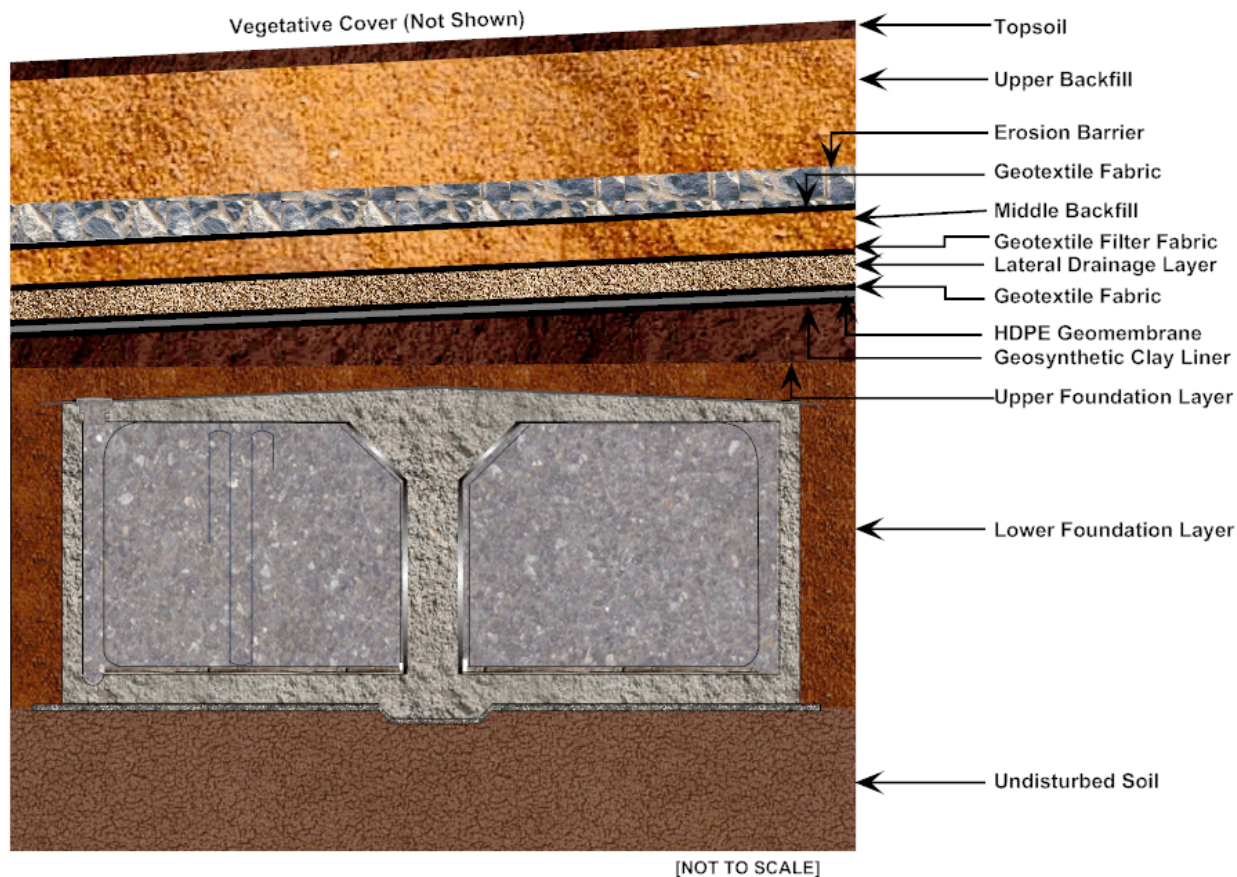 Vegetative Cover (Not Shown)
Topsoil
Upper Backfill
Erosion Barrier
Geotextile Fabric
Middle Backfill
Geotextile Filter Fabric
Lateral Drainage Layer
Geotextile Fabric
HDPE Geomembrane
Geosynthetic Clay Liner
Upper Foundation Layer
Lower Foundation Layer
Undisturbed Soil
[NOT TO SCALE]